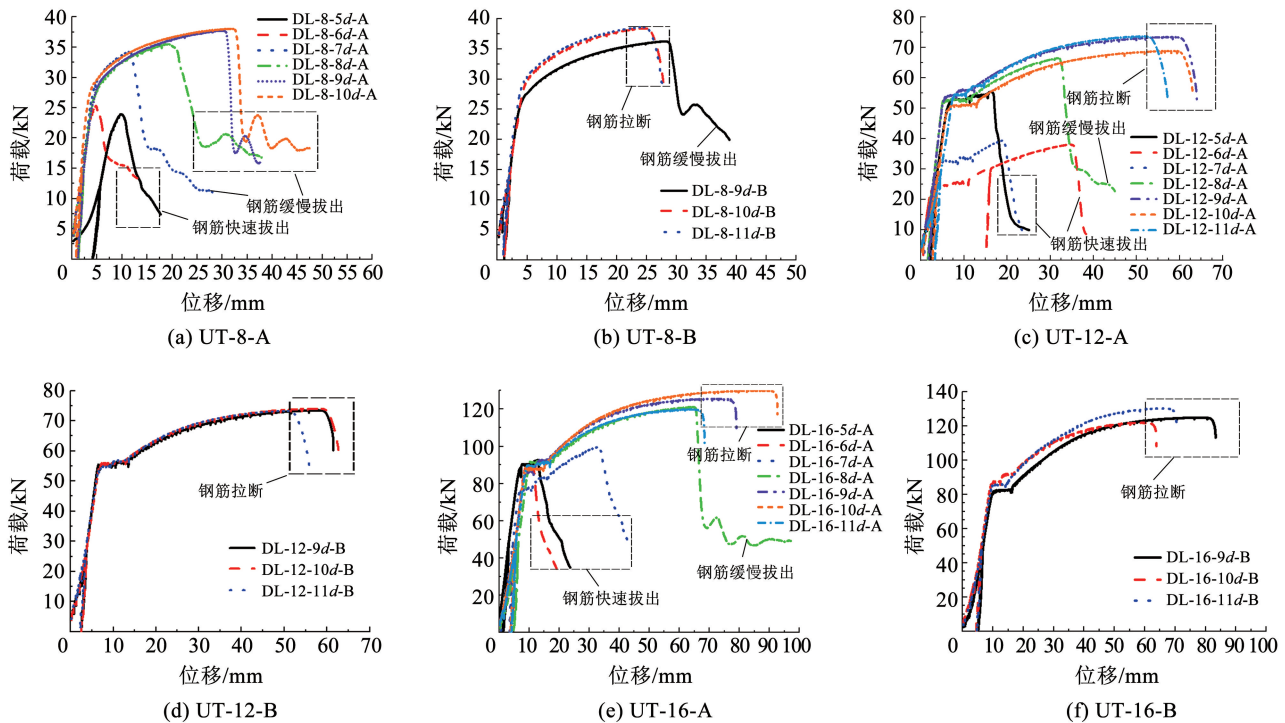 荷载/kN
40
35
30
25
20
15
10
5
0
5
10
15
20
25
30
35
40
45
50
60
位移/mm
DL-8-5d-A
DL-8-6d-A
DL-8-7d-A
DL-8-8d-A
DL-8-9d-A
DL-8-10d-A
钢筋缓慢拔出
钢筋快速拔出
(a) UT-8-A
荷载/kN
40
35
30
25
20
15
10
5
0
5
10
15
20
25
30
35
40
45
50
位移/mm
钢筋拉断
钢筋缓慢拔出
DL-8-9d-B
DL-8-10d-B
DL-8-11d-B
(b) UT-8-B
荷载/kN
90
80
70
60
50
40
30
20
10
0
10
20
30
40
50
60
70
位移/mm
钢筋拉断
钢筋缓慢拔出
DL-12-5d-A
DL-12-6d-A
DL-12-7d-A
DL-12-8d-A
DL-12-9d-A
DL-12-10d-A
DL-12-11d-A
钢筋快速拔出
(c) UT-12-A
荷载/kN
80
70
60
50
40
30
20
10
0
10
20
30
40
50
60
70
位移/mm
钢筋拉断
DL-12-9d-B
DL-12-10d-B
DL-12-11d-B
(d) UT-12-B
荷载/kN
120
100
80
60
40
20
0
10
20
30
40
50
60
70
80
90
100
位移/mm
DL-16-5d-A
DL-16-6d-A
DL-16-7d-A
DL-16-8d-A
DL-16-9d-A
DL-16-10d-A
DL-16-11d-A
钢筋拉断
钢筋缓慢拔出
钢筋快速拔出
(e) UT-16-A
荷载/kN
140
120
100
80
60
40
20
0
10
20
30
40
50
60
70
80
90
100
位移/mm
钢筋拉断
DL-16-9d-B
DL-16-10d-B
DL-16-11d-B
(f) UT-16-B